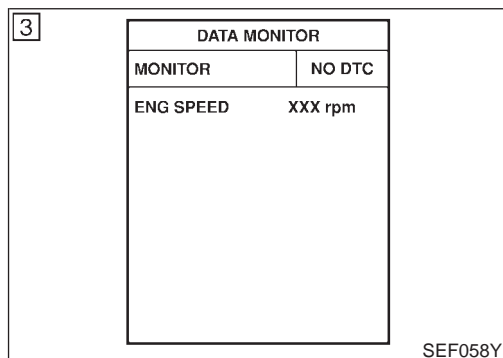 3
DATA MONITOR
MONITOR NO DTC
ENG SPEED XXX rpm
SEF058Y